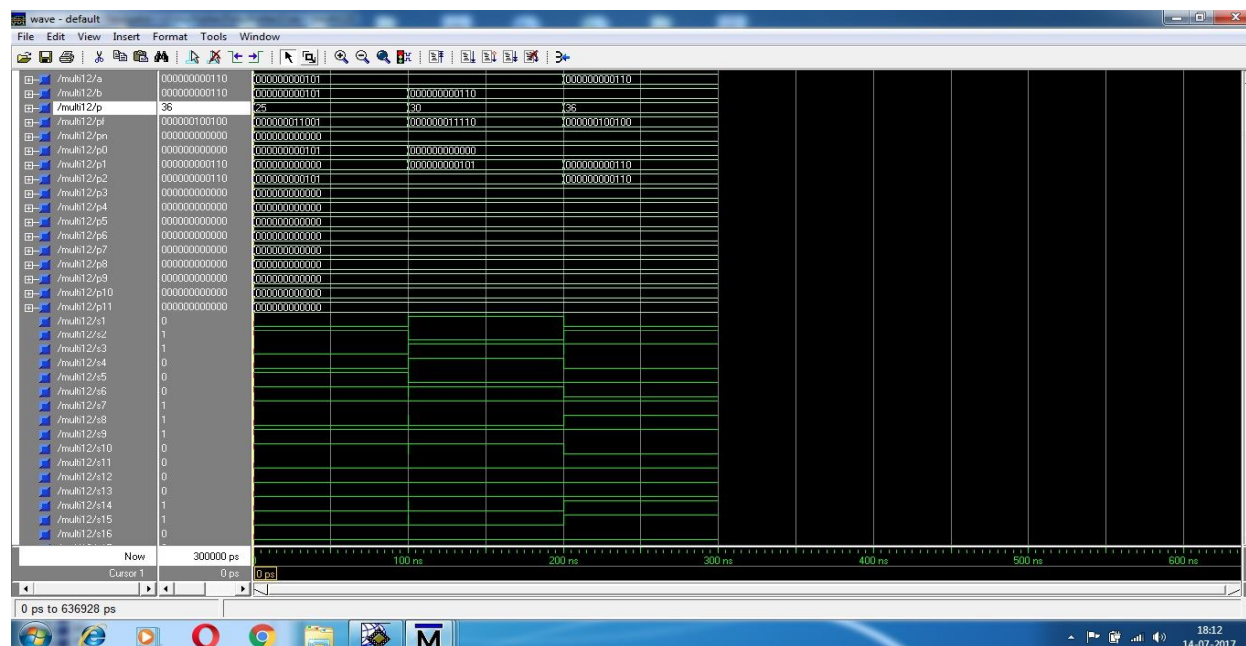 wave - default
File Edit View Insert Format Tools Window
/multi12/a 000000000110 000000000101 000000000110
/multi12/b 000000000110 000000000101 000000000110
/multi12/p 36 25 30 36
/multi12/pf 000000100100 000000011001 000000011110 000000100100
/multi12/pn 000000000000 000000000000
/multi12/p0 000000000000 000000000101 000000000000
/multi12/p1 000000000110 000000000000 000000000101 000000000110
/multi12/p2 000000000110 000000000101 000000000110
/multi12/p3 000000000000 000000000000
/multi12/p4 000000000000 000000000000
/multi12/p5 000000000000 000000000000
/multi12/p6 000000000000 000000000000
/multi12/p7 000000000000 000000000000
/multi12/p8 000000000000 000000000000
/multi12/p9 000000000000 000000000000
/multi12/p10 000000000000 000000000000
/multi12/p11 000000000000 000000000000
/multi12/s1 0
/multi12/s2 1
/multi12/s3 1
/multi12/s4 0
/multi12/s5 0
/multi12/s6 0
/multi12/s7 1
/multi12/s8 1
/multi12/s9 1
/multi12/s10 0
/multi12/s11 0
/multi12/s12 0
/multi12/s13 0
/multi12/s14 1
/multi12/s15 1
/multi12/s16 0
Now 300000 ps 100 ns 200 ns 300 ns 400 ns 500 ns 600 ns
Cursor 1 0 ps 0 ps
0 ps to 636928 ps
18:12
14-07-2017